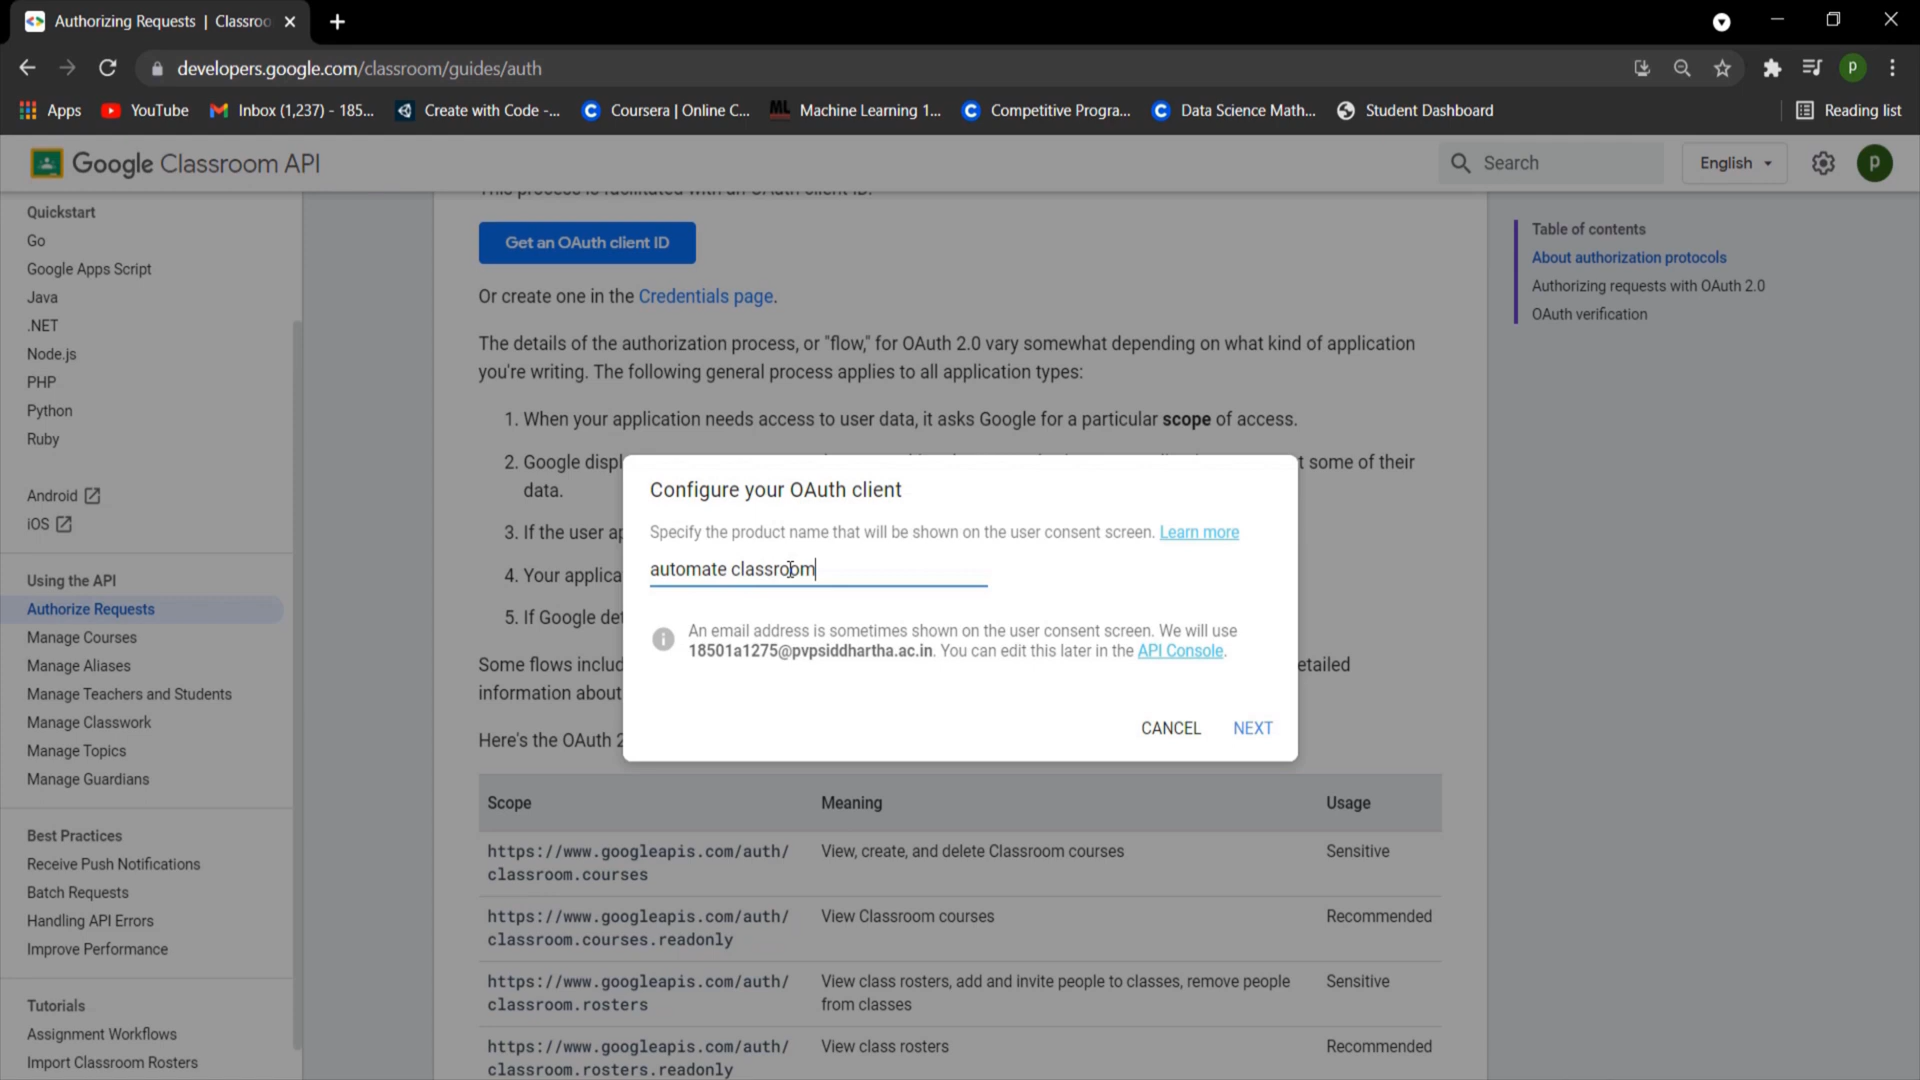 Authorizing Requests | Classroo
developers.google.com/classroom/guides/auth
P
Apps YouTube Inbox (1,237) - 185... Create with Code -... Coursera | Online C... ML Machine Learning 1... Competitive Progra... Data Science Math... Student Dashboard Reading list
Google Classroom API
Search
English
P
Quickstart
Go
Google Apps Script
Java
.NET
Node.js
PHP
Python
Ruby
Android
iOS
Using the API
Authorize Requests
Manage Courses
Manage Aliases
Manage Teachers and Students
Manage Classwork
Manage Topics
Manage Guardians
Best Practices
Receive Push Notifications
Batch Requests
Handling API Errors
Improve Performance
Tutorials
Assignment Workflows
Import Classroom Rosters
This process is facilitated with an OAuth client ID.
Get an OAuth client ID
Or create one in the Credentials page.
The details of the authorization process, or "flow," for OAuth 2.0 vary somewhat depending on what kind of application
you're writing. The following general process applies to all application types:
1. When your application needs access to user data, it asks Google for a particular scope of access.
2. Google displ t some of their
data.
3. If the user ap
4. Your applica
5. If Google det
Some flows includ etailed
information about
Here's the OAuth 2
Configure your OAuth client
Specify the product name that will be shown on the user consent screen. Learn more
automate classroom
An email address is sometimes shown on the user consent screen. We will use
18501a1275@pvpsiddhartha.ac.in. You can edit this later in the API Console.
CANCEL NEXT
Scope Meaning Usage
https://www.googleapis.com/auth/ View, create, and delete Classroom courses Sensitive
classroom.courses
https://www.googleapis.com/auth/ View Classroom courses Recommended
classroom.courses.readonly
https://www.googleapis.com/auth/ View class rosters, add and invite people to classes, remove people Sensitive
classroom.rosters from classes
https://www.googleapis.com/auth/ View class rosters Recommended
classroom.rosters.readonly
Table of contents
About authorization protocols
Authorizing requests with OAuth 2.0
OAuth verification